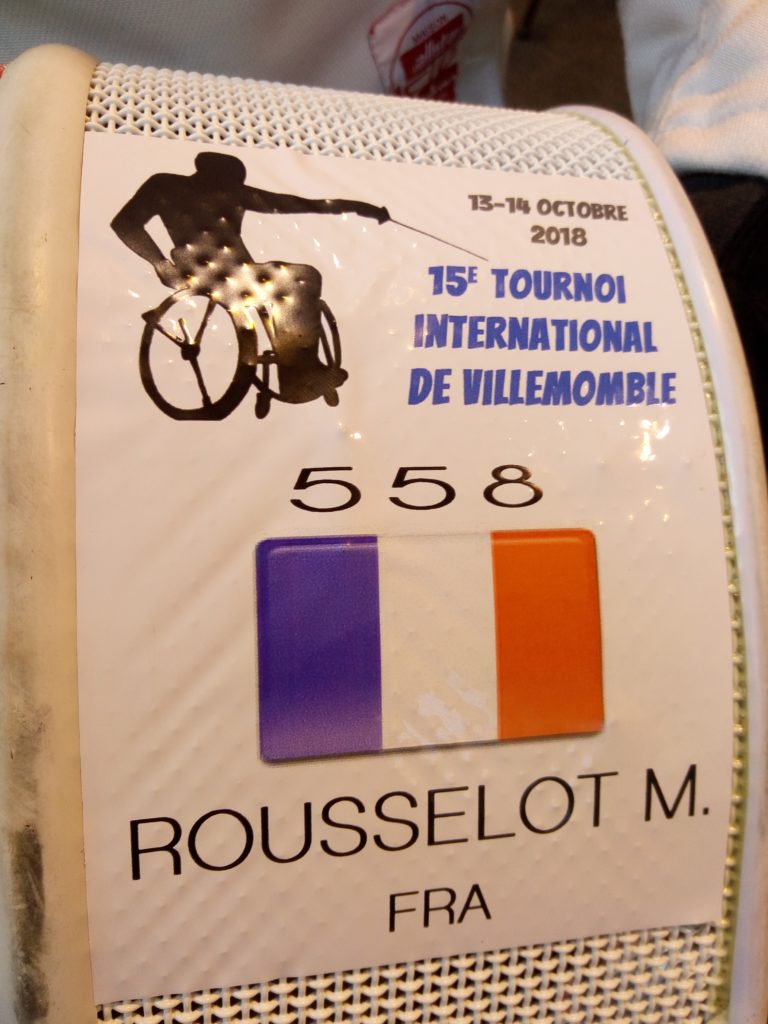 13-14 OCTOBRE
2018
15E TOURNOI
INTERNATIONAL
DE VILLEMOMBLE
558
ROUSSELOT M.
FRA